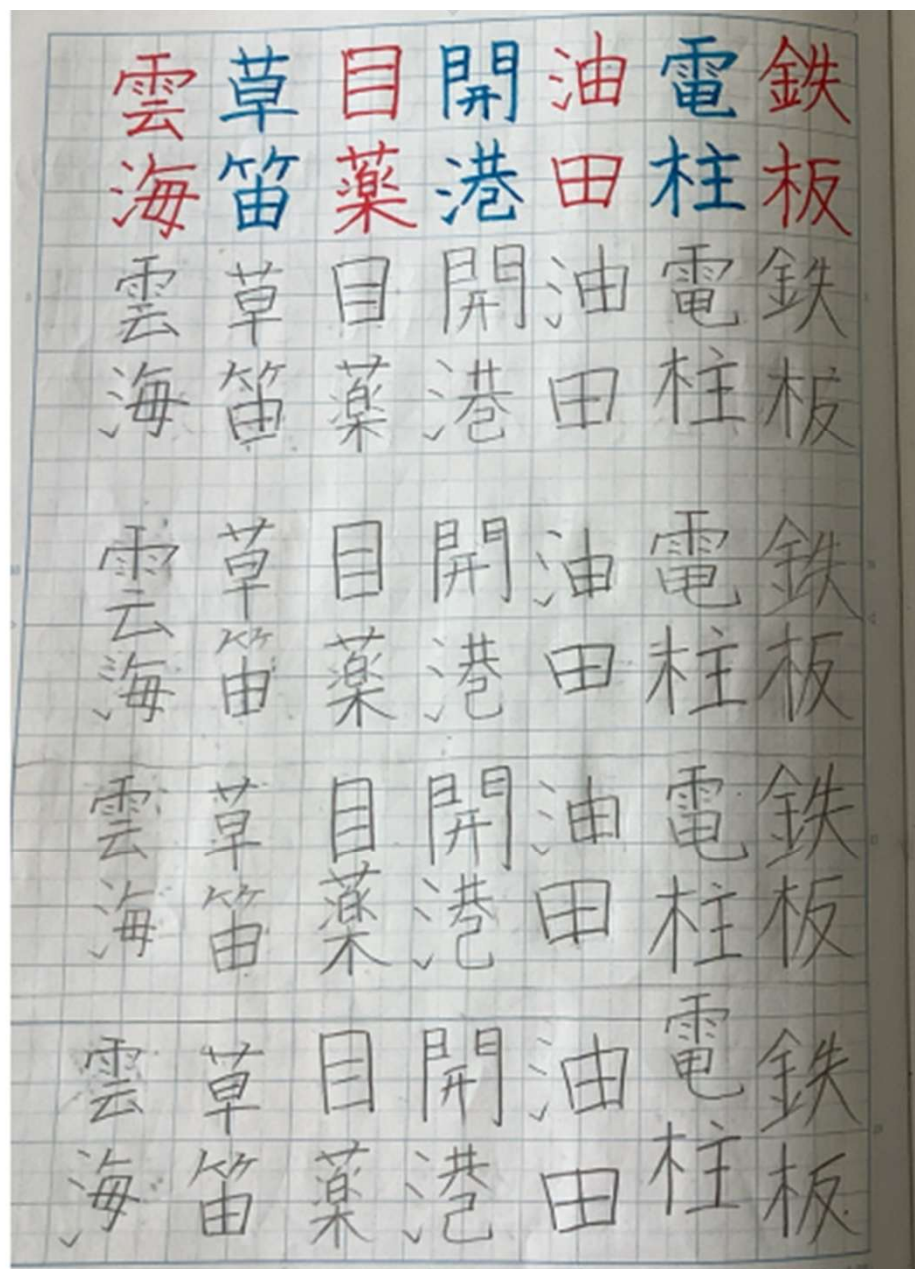 鉄板 鉄板 鉄板 鉄板 鉄板
電柱 電柱 電柱 電柱 電柱
油田 油田 油田 油田 油田
開港 開港 開港 開港 開港
目薬 目薬 目薬 目薬 目薬
草笛 草笛 草笛 草笛 草笛
雲海 雲海 雲海 雲海 雲海